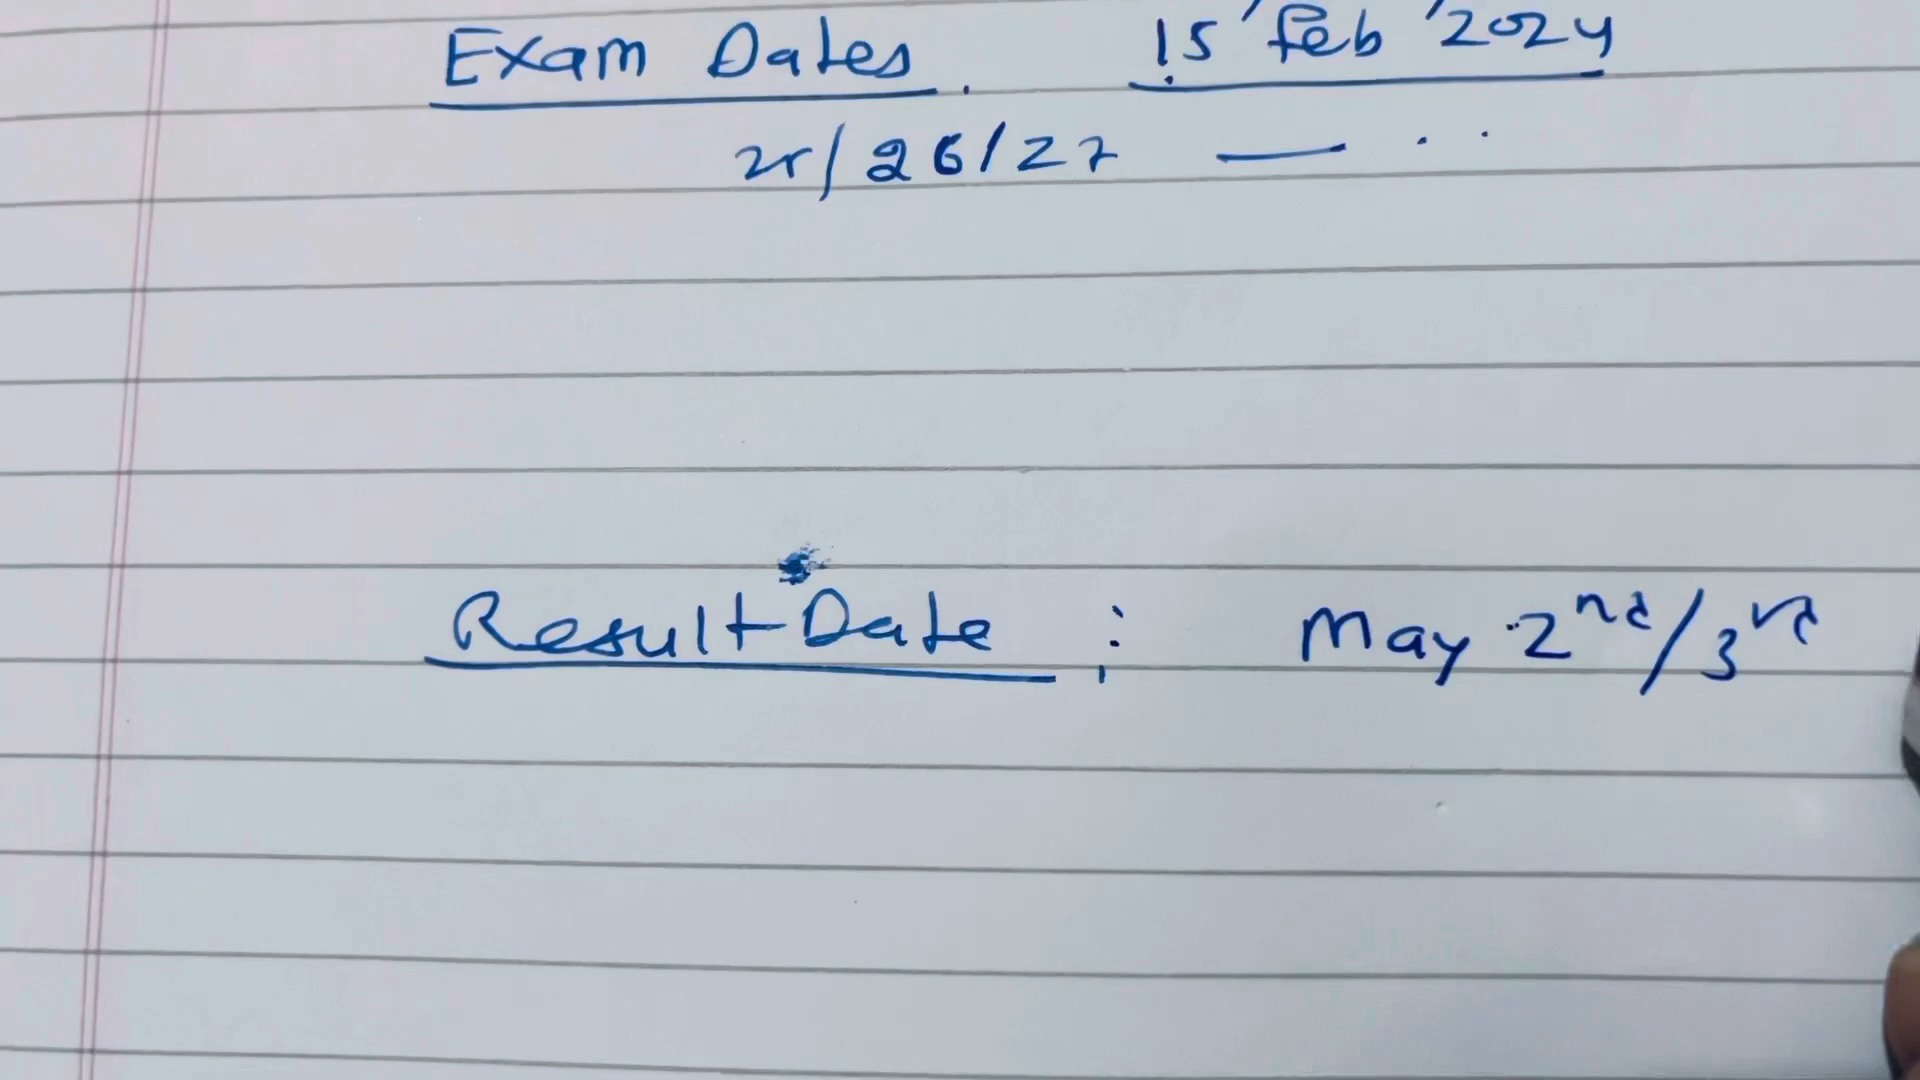 Exam Dates. 15 Feb '2024
25/26/27 — ..
Result Date : May 2nd/3rd